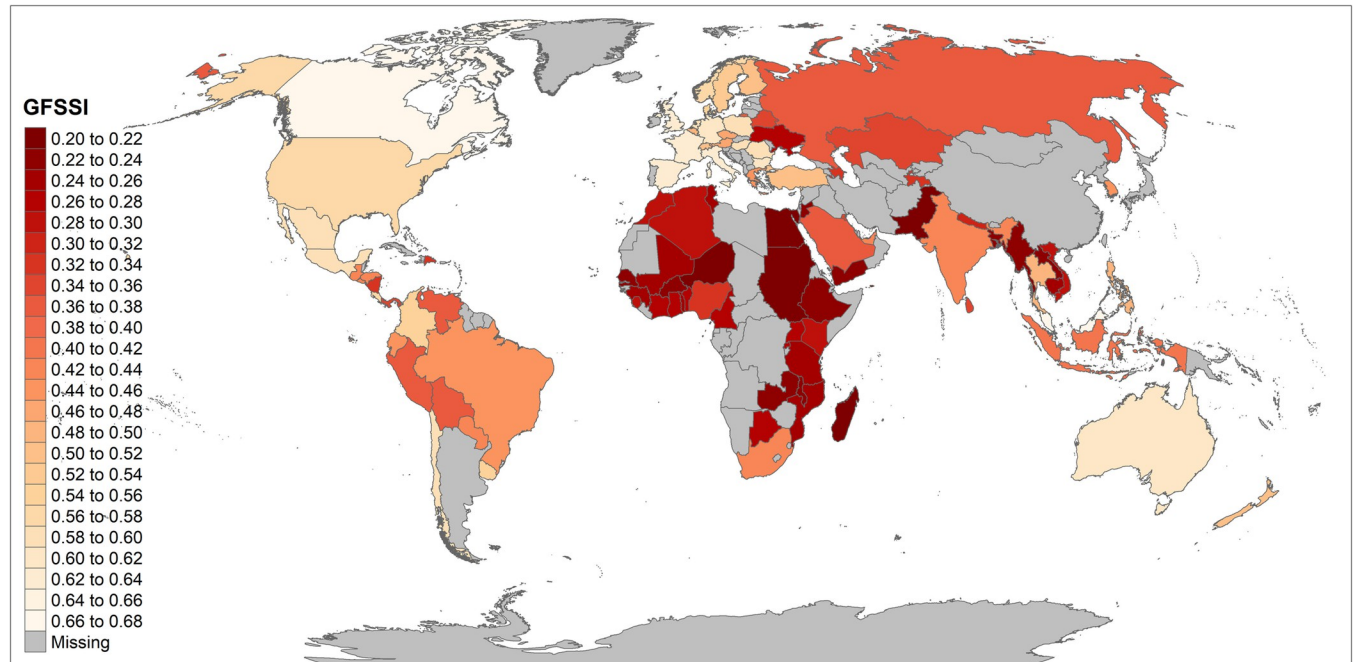 GFSSI
0.20 to 0.22
0.22 to 0.24
0.24 to 0.26
0.26 to 0.28
0.28 to 0.30
0.30 to 0.32
0.32 to 0.34
0.34 to 0.36
0.36 to 0.38
0.38 to 0.40
0.40 to 0.42
0.42 to 0.44
0.44 to 0.46
0.46 to 0.48
0.48 to 0.50
0.50 to 0.52
0.52 to 0.54
0.54 to 0.56
0.56 to 0.58
0.58 to 0.60
0.60 to 0.62
0.62 to 0.64
0.64 to 0.66
0.66 to 0.68
Missing